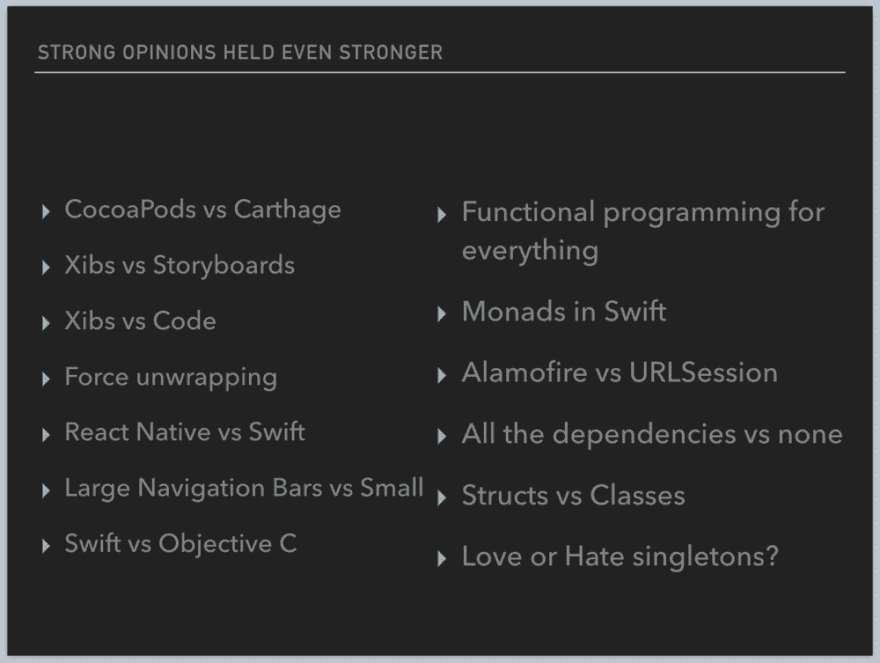 STRONG OPINIONS HELD EVEN STRONGER
CocoaPods vs Carthage
Xibs vs Storyboards
Xibs vs Code
Force unwrapping
React Native vs Swift
Large Navigation Bars vs Small
Swift vs Objective C
Functional programming for
everything
Monads in Swift
Alamofire vs URLSession
All the dependencies vs none
Structs vs Classes
Love or Hate singletons?